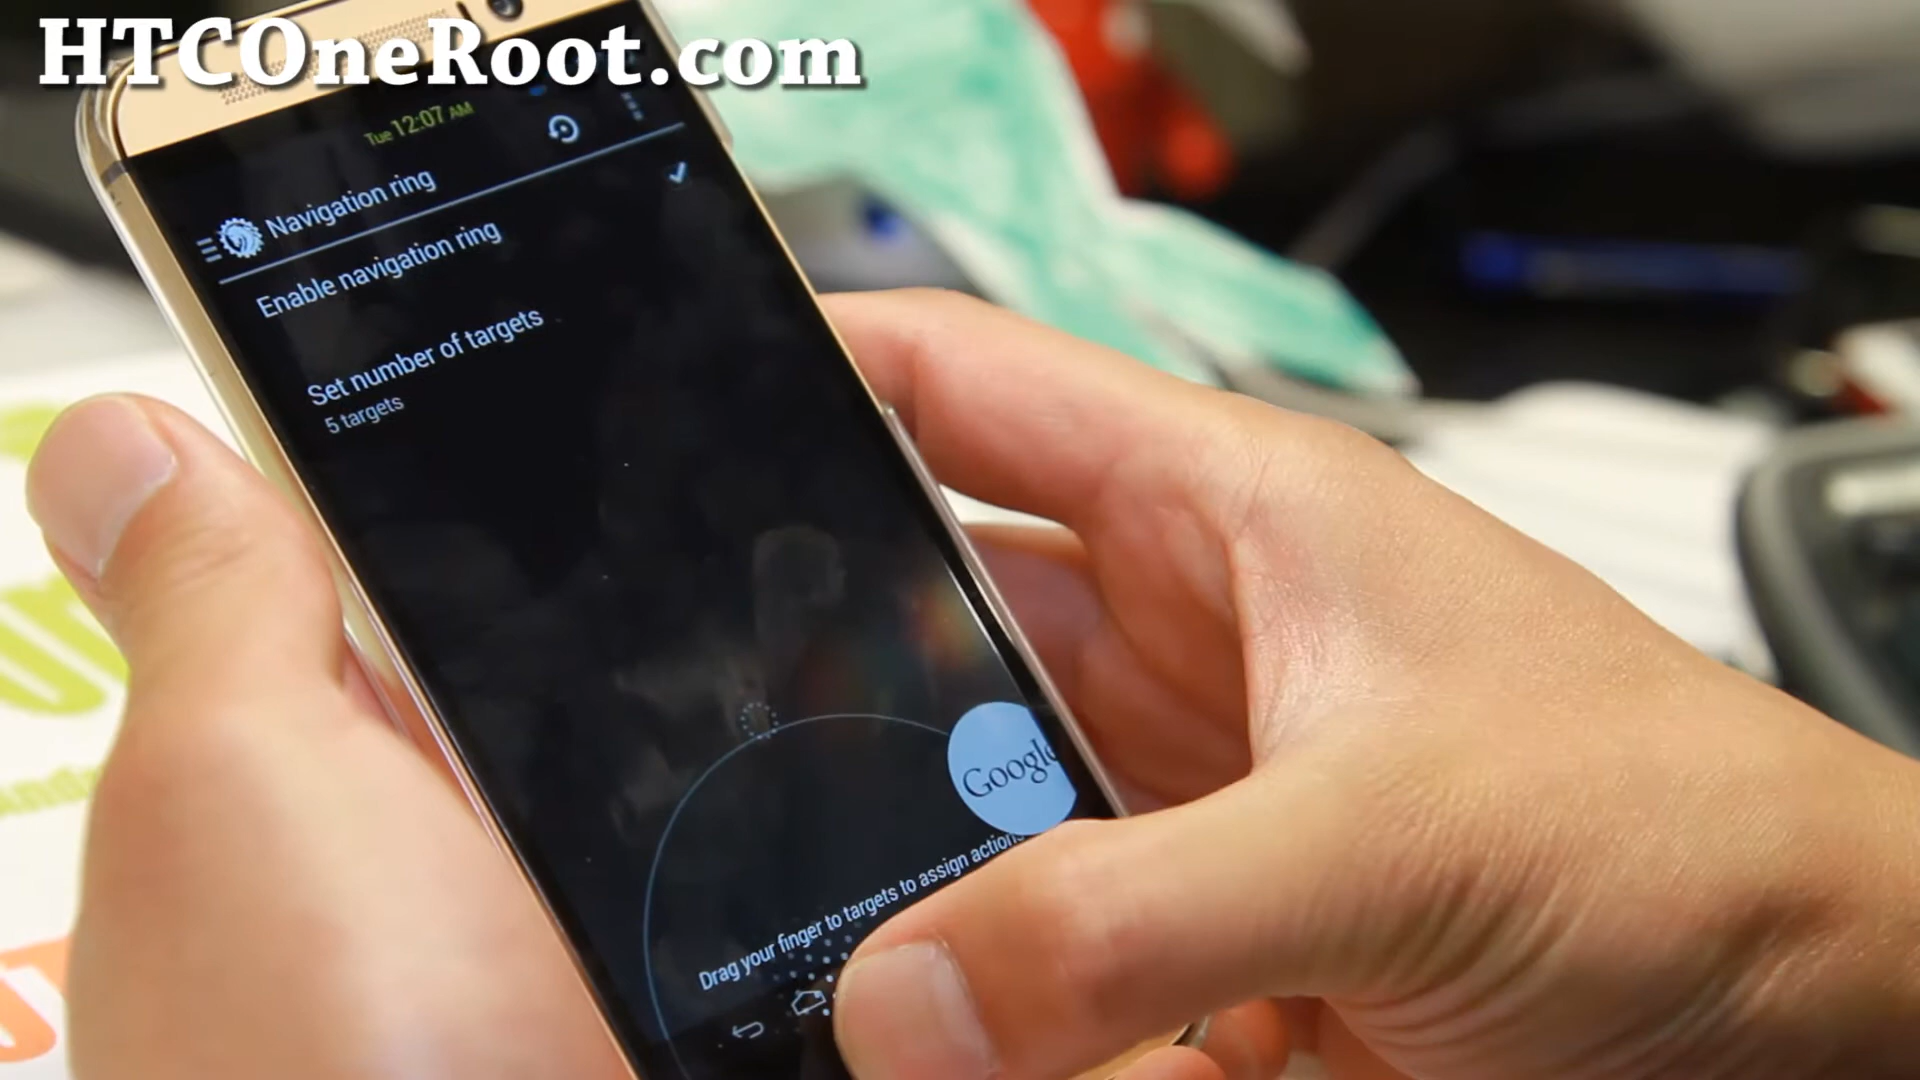 HTCOneRoot.com
Tue 12:07 AM
Navigation ring
Enable navigation ring
Set number of targets
5 targets
Google
Drag your finger to targets to assign actions